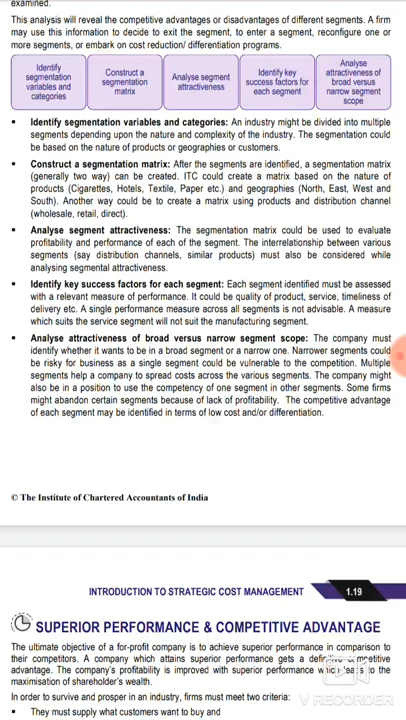 examined.
This analysis will reveal the competitive advantages or disadvantages of different segments. A firm
may use this information to decide to exit the segment, to enter a segment, reconfigure one or
more segments, or embark on cost reduction/ differentiation programs.
Identify segmentation variables and categories
Construct a segmentation matrix
Analyse segment attractiveness
Identify key success factors for each segment
Analyse attractiveness of broad versus narrow segment scope
▪ Identify segmentation variables and categories: An industry might be divided into multiple
segments depending upon the nature and complexity of the industry. The segmentation could
be based on the nature of products or geographies or customers.
▪ Construct a segmentation matrix: After the segments are identified, a segmentation matrix
(generally two way) can be created. ITC could create a matrix based on the nature of
products (Cigarettes, Hotels, Textile, Paper etc.) and geographies (North, East, West and
South). Another way could be to create a matrix using products and distribution channel
(wholesale, retail, direct).
▪ Analyse segment attractiveness: The segmentation matrix could be used to evaluate
profitability and performance of each of the segment. The interrelationship between various
segments (say distribution channels, similar products) must also be considered while
analysing segmental attractiveness.
▪ Identify key success factors for each segment: Each segment identified must be assessed
with a relevant measure of performance. It could be quality of product, service, timeliness of
delivery etc. A single performance measure across all segments is not advisable. A measure
which suits the service segment will not suit the manufacturing segment.
▪ Analyse attractiveness of broad versus narrow segment scope: The company must
identify whether it wants to be in a broad segment or a narrow one. Narrower segments could
be risky for business as a single segment could be vulnerable to the competition. Multiple
segments help a company to spread costs across the various segments. The company might
also be in a position to use the competency of one segment in other segments. Some firms
might abandon certain segments because of lack of profitability. The competitive advantage
of each segment may be identified in terms of low cost and/or differentiation.
© The Institute of Chartered Accountants of India
INTRODUCTION TO STRATEGIC COST MANAGEMENT 1.19
SUPERIOR PERFORMANCE & COMPETITIVE ADVANTAGE
The ultimate objective of a for-profit company is to achieve superior performance in comparison to
their competitors. A company which attains superior performance gets a definite competitive
advantage. The company's profitability is improved with superior performance which leads to the
maximisation of shareholder's wealth.
In order to survive and prosper in an industry, firms must meet two criteria:
▪ They must supply what customers want to buy and
V RECORDER